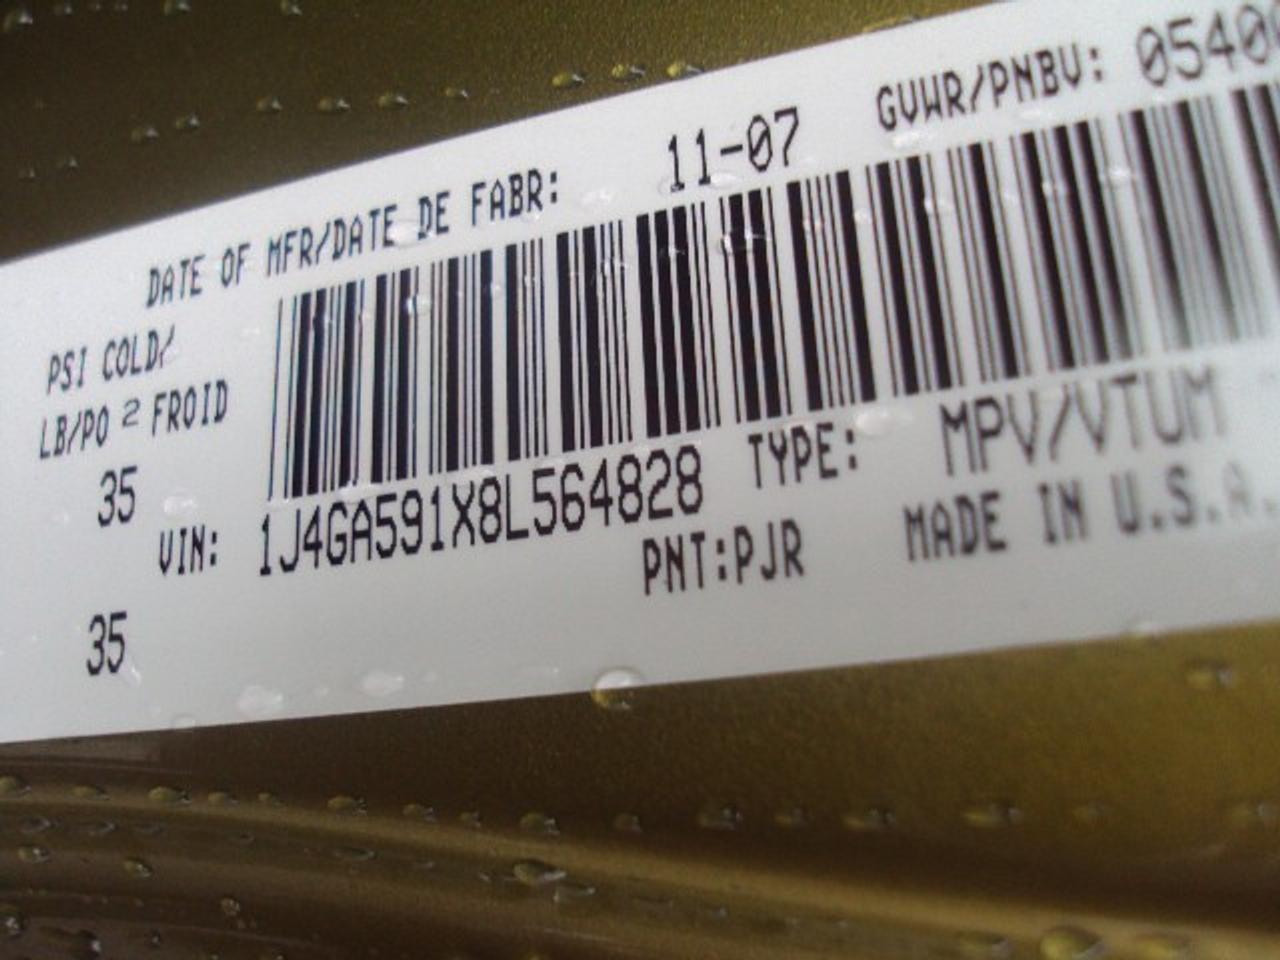 DATE OF MFR/DATE DE FABR: 11-07 GVWR/PNBV: 0540
PSI COLD/
LB/PO 2 FROID
35
VIN: 1J4GA591X8L564828 TYPE: MPV/VTUM
PNT:PJR MADE IN U.S.A.
35